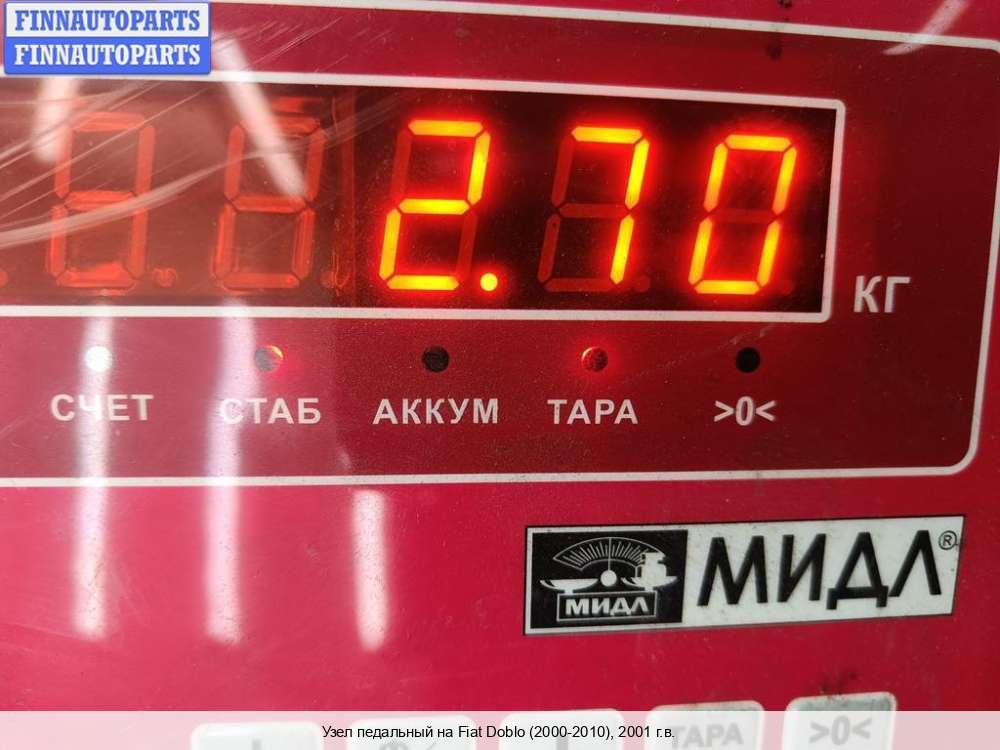 FINNAUTOPARTS
FINNAUTOPARTS
2.70
КГ
СЧЕТ СТАБ АККУМ ТАРА >0<
МИДЛ МИДЛ®
ТАРА >0<
Узел педальный на Fiat Doblo (2000-2010), 2001 г.в.